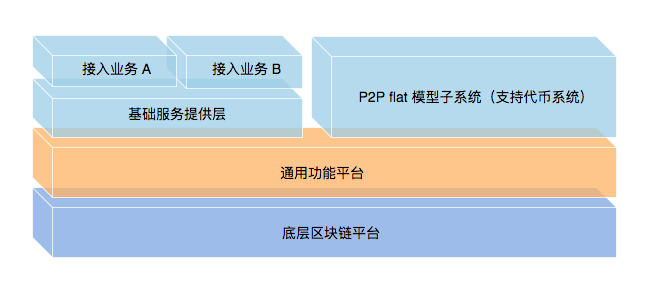 接入业务 A
接入业务 B
P2P flat 模型子系统（支持代币系统）
基础服务提供层
通用功能平台
底层区块链平台